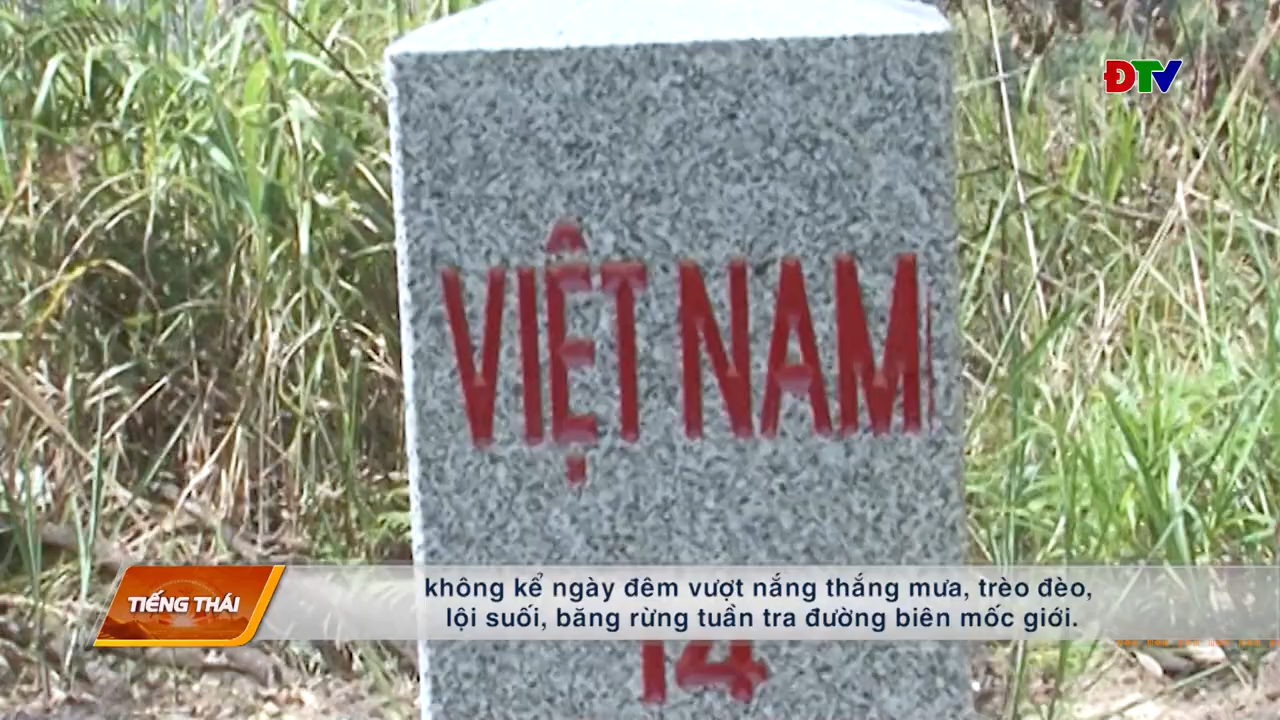 ĐTV
VIỆT NAM
TIẾNG THÁI
không kể ngày đêm vượt nắng thắng mưa, trèo đèo,
lội suối, băng rừng tuần tra đường biên mốc giới.
14